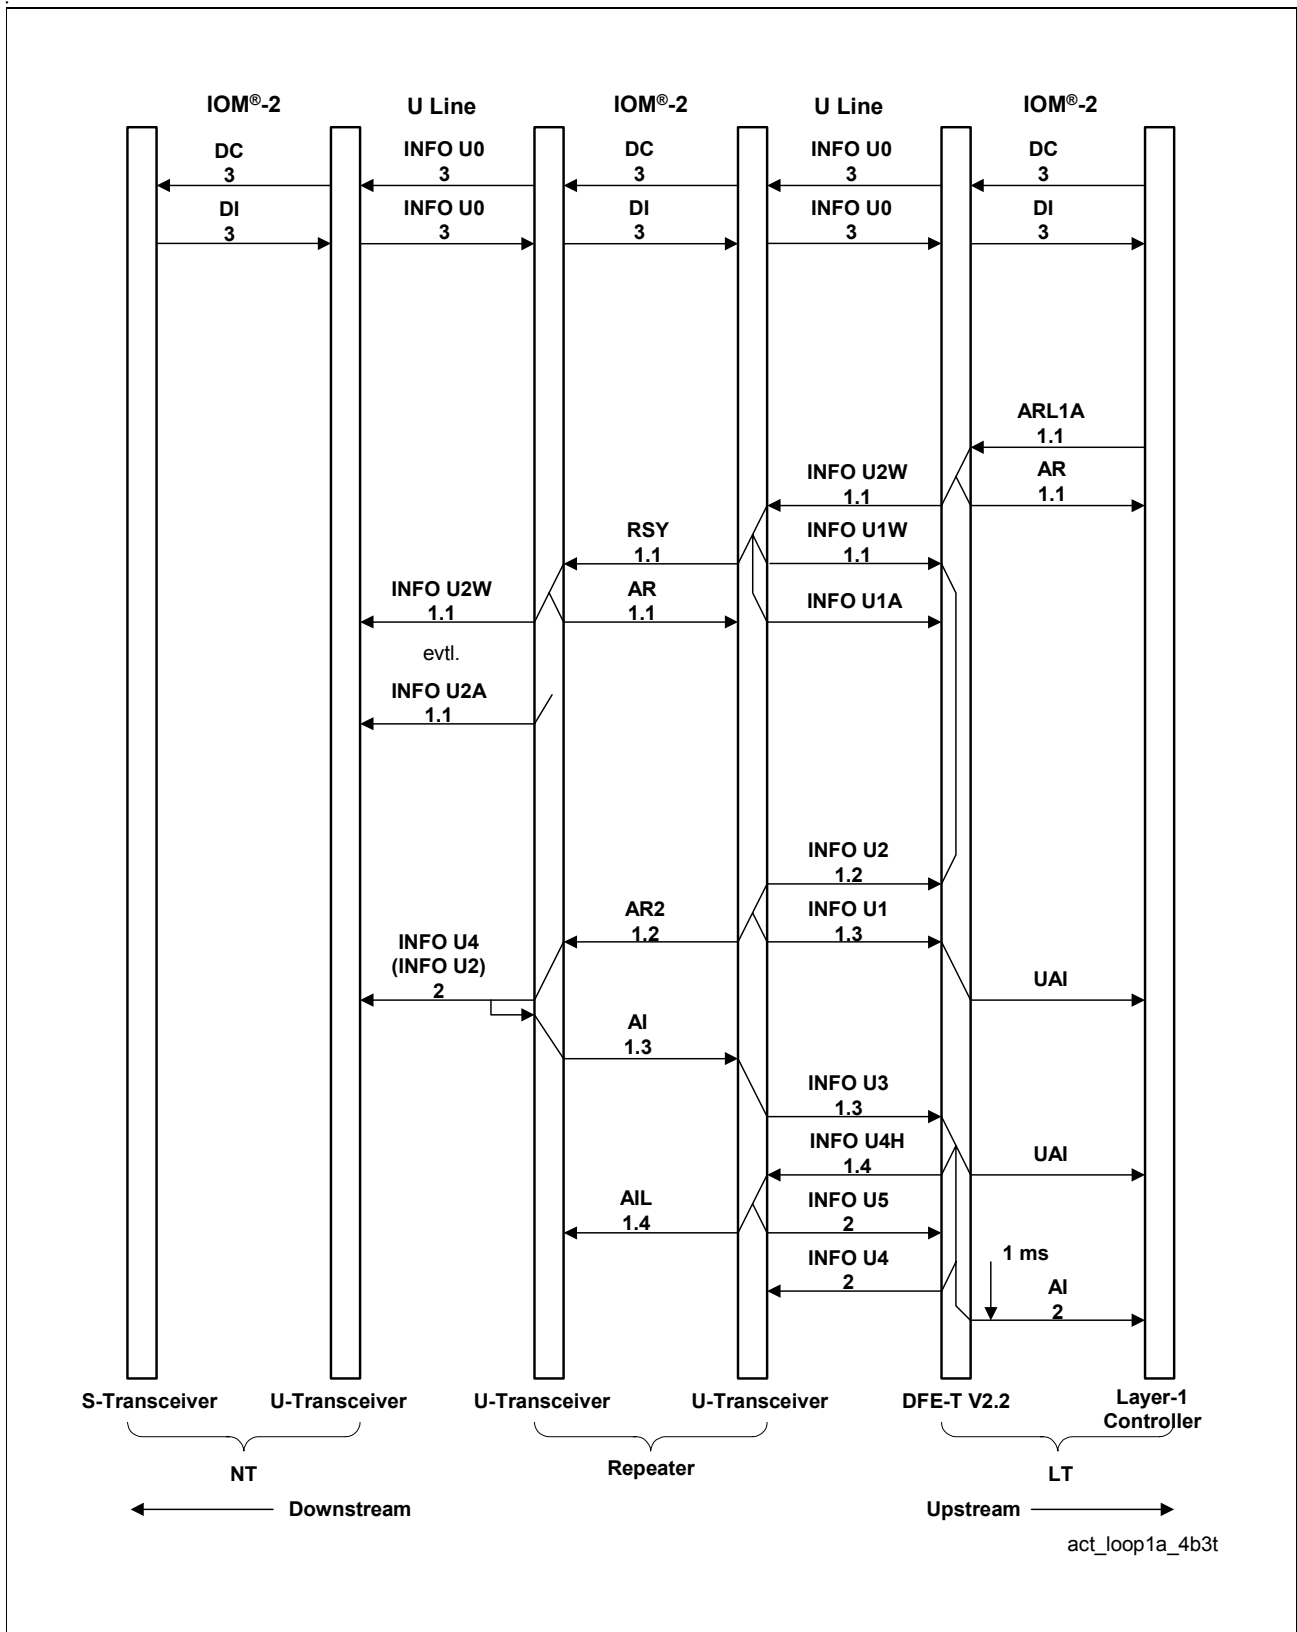 IOM®-2 U Line IOM®-2 U Line IOM®-2
DC INFO U0 DC INFO U0 DC
3 3 3 3 3
DI INFO U0 DI INFO U0 DI
3 3 3 3 3
ARL1A
1.1
INFO U2W AR
1.1 1.1
RSY INFO U1W
1.1 1.1
INFO U2W AR INFO U1A
1.1 1.1
evtl.
INFO U2A
1.1
INFO U2
1.2
AR2 INFO U1
1.2 1.3
INFO U4
(INFO U2) UAI
2
AI
1.3
INFO U3
1.3
INFO U4H UAI
1.4
AIL INFO U5
1.4 2
INFO U4 1 ms
2 AI
2
S-Transceiver U-Transceiver U-Transceiver U-Transceiver DFE-T V2.2 Layer-1
Controller
NT Repeater LT
Downstream Upstream
act_loop1a_4b3t